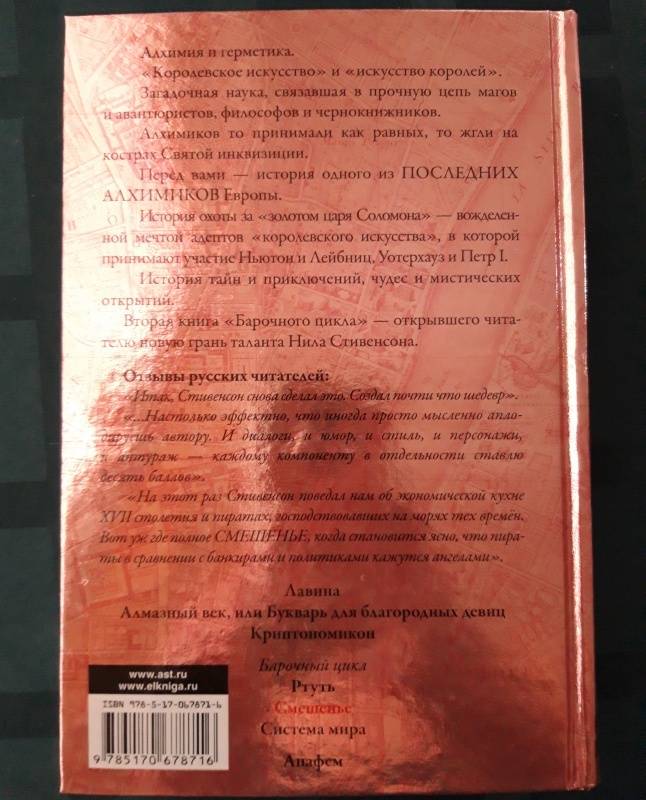 Алхимия и герметика.
«Королевское искусство» и «искусство королей».
Загадочная наука, связавшая в прочную цепь магов
и авантюристов, философов и чернокнижников.
Алхимиков то принимали как равных, то жгли на
кострах Святой инквизиции.
Перед вами — история одного из ПОСЛЕДНИХ
АЛХИМИКОВ Европы.
История охоты за «золотом царя Соломона» — вожделен-
ной мечтой адептов «королевского искусства», в которой
принимают участие Ньютон и Лейбниц, Уотерхауз и Петр I.
История тайн и приключений, чудес и мистических
открытий.
Вторая книга «Барочного цикла» — открывшего чита-
телю новую грань таланта Нила Стивенсона.
Отзывы русских читателей:
«Итак, Стивенсон снова сделал это. Создал почти что шедевр».
«...Настолько эффектно, что иногда просто мысленно апло-
дируешь автору. И диалоги, и юмор, и стиль, и персонажи,
и антураж — каждому компоненту в отдельности ставлю
десять баллов».
«На этот раз Стивенсон поведал нам об экономической кухне
XVII столетия и пиратах, господствовавших на морях тех времён.
Вот уж где полное СМЕШЕНЬЕ, когда становится ясно, что пира-
ты в сравнении с банкирами и политиками кажутся ангелами».
Лавина
Алмазный век, или Букварь для благородных девиц
Криптономикон
Барочный цикл
Ртуть
Смешенье
Система мира
Анафем
www.ast.ru
www.elkniga.ru
ISBN 978-5-17-067871-6
9 785170 678716